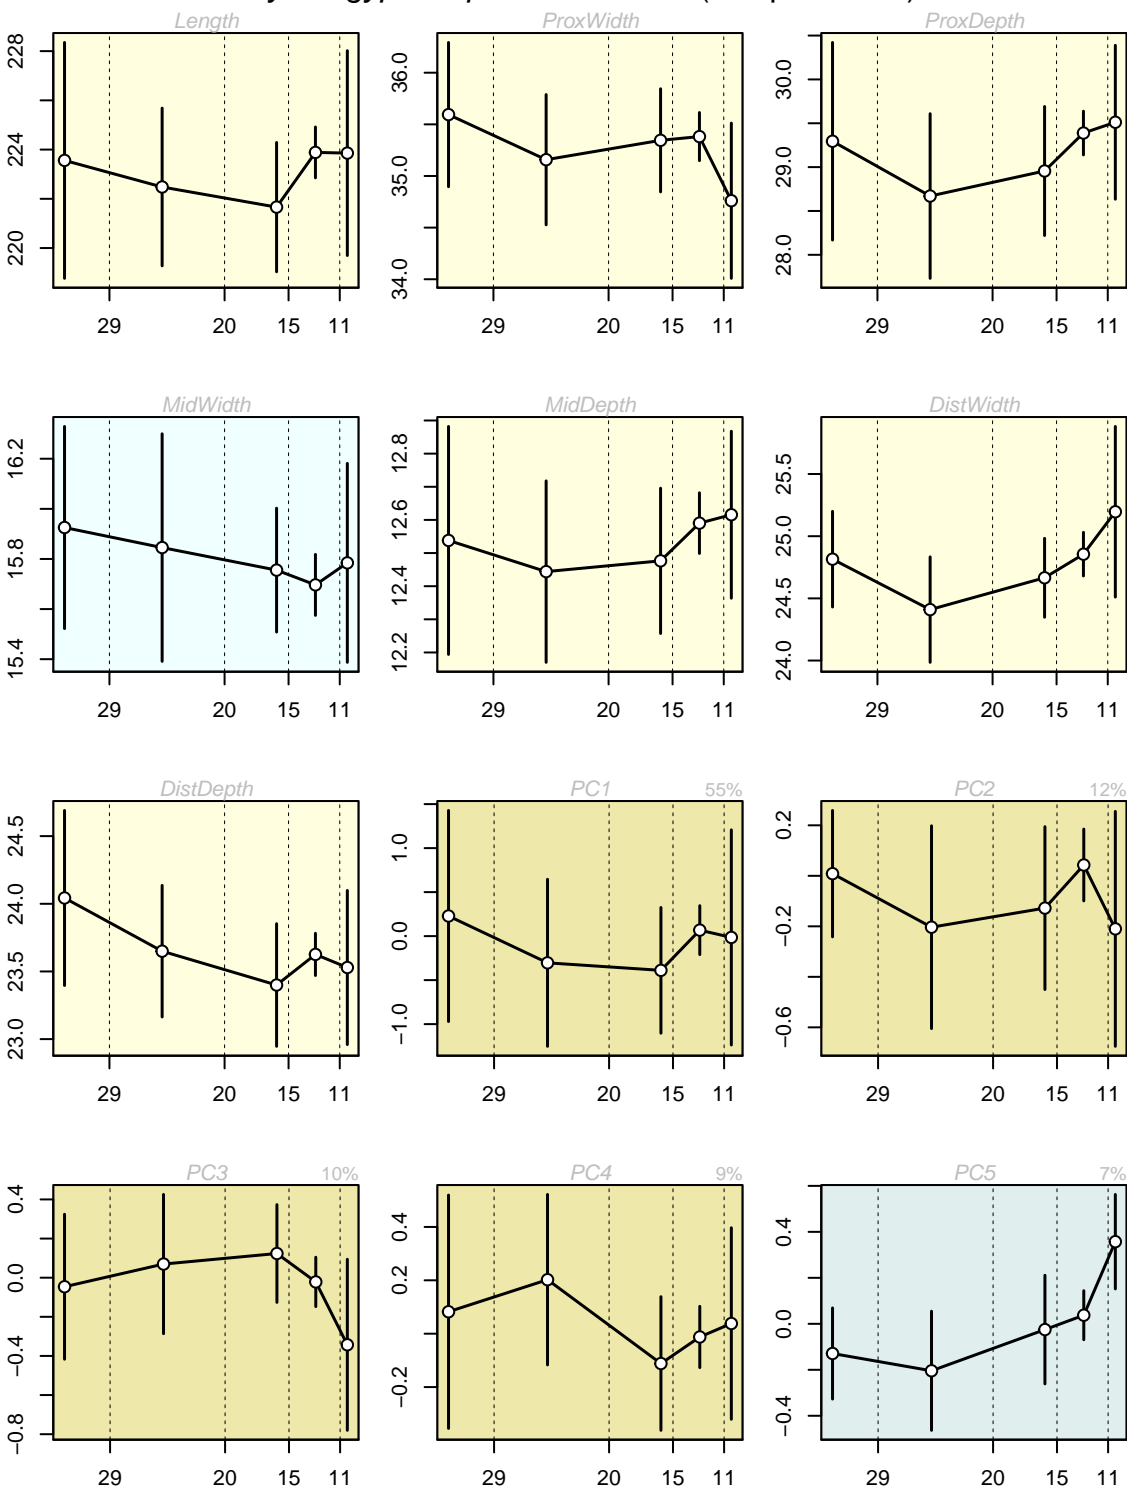 Length ProxWidth ProxDepth
228 224 220
36.0 35.0 34.0
30.0 29.0 28.0
29 20 15 11 29 20 15 11 29 20 15 11
MidWidth MidDepth DistWidth
16.2 15.8 15.4
12.8 12.6 12.4 12.2
25.5 25.0 24.5 24.0
29 20 15 11 29 20 15 11 29 20 15 11
DistDepth PC1 55% PC2 12%
24.5 24.0 23.5 23.0
1.0 0.0 −1.0
0.2 −0.2 −0.6
29 20 15 11 29 20 15 11 29 20 15 11
PC3 10% PC4 9% PC5 7%
0.4 0.0 −0.4 −0.8
0.4 0.2 −0.2
0.4 0.0 −0.4
29 20 15 11 29 20 15 11 29 20 15 11